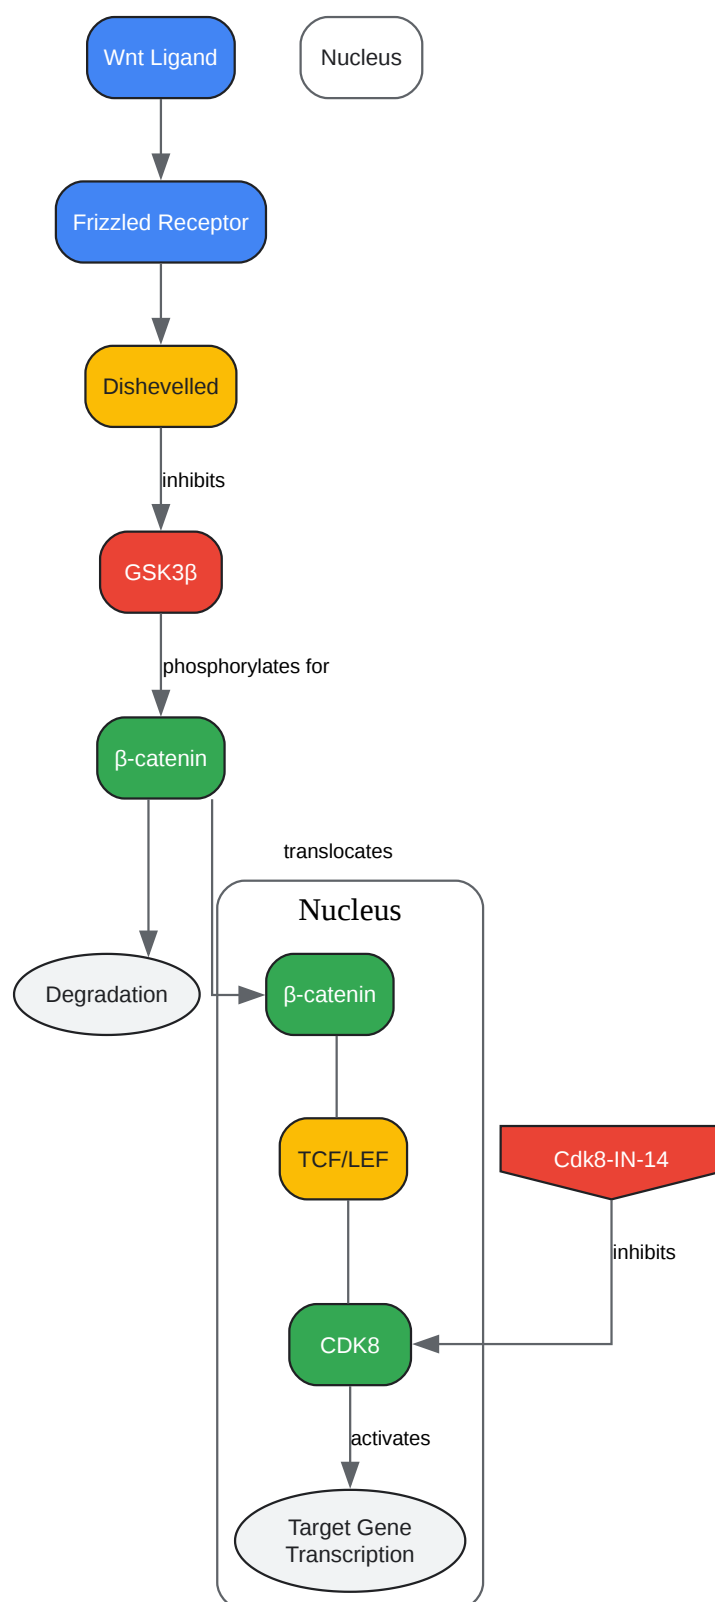 Wnt Ligand
Nucleus
Frizzled Receptor
Dishevelled
inhibits
GSK3β
phosphorylates for
β-catenin
translocates
Nucleus
Degradation
β-catenin
TCF/LEF
Cdk8-IN-14
inhibits
CDK8
activates
Target Gene
Transcription